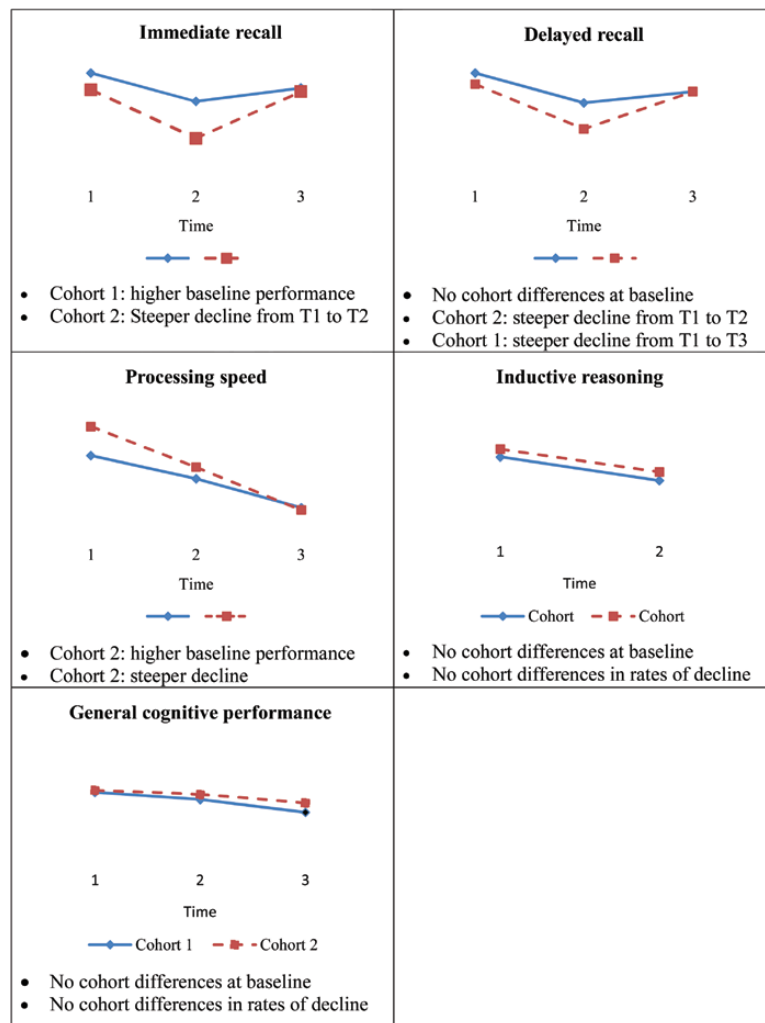 Immediate recall
1 2 3
Time
• Cohort 1: higher baseline performance
• Cohort 2: Steeper decline from T1 to T2
Delayed recall
1 2 3
Time
• No cohort differences at baseline
• Cohort 2: steeper decline from T1 to T2
• Cohort 1: steeper decline from T1 to T3
Processing speed
1 2 3
Time
• Cohort 2: higher baseline performance
• Cohort 2: steeper decline
Inductive reasoning
1 2
Time
Cohort Cohort
• No cohort differences at baseline
• No cohort differences in rates of decline
General cognitive performance
1 2 3
Time
Cohort 1 Cohort 2
• No cohort differences at baseline
• No cohort differences in rates of decline